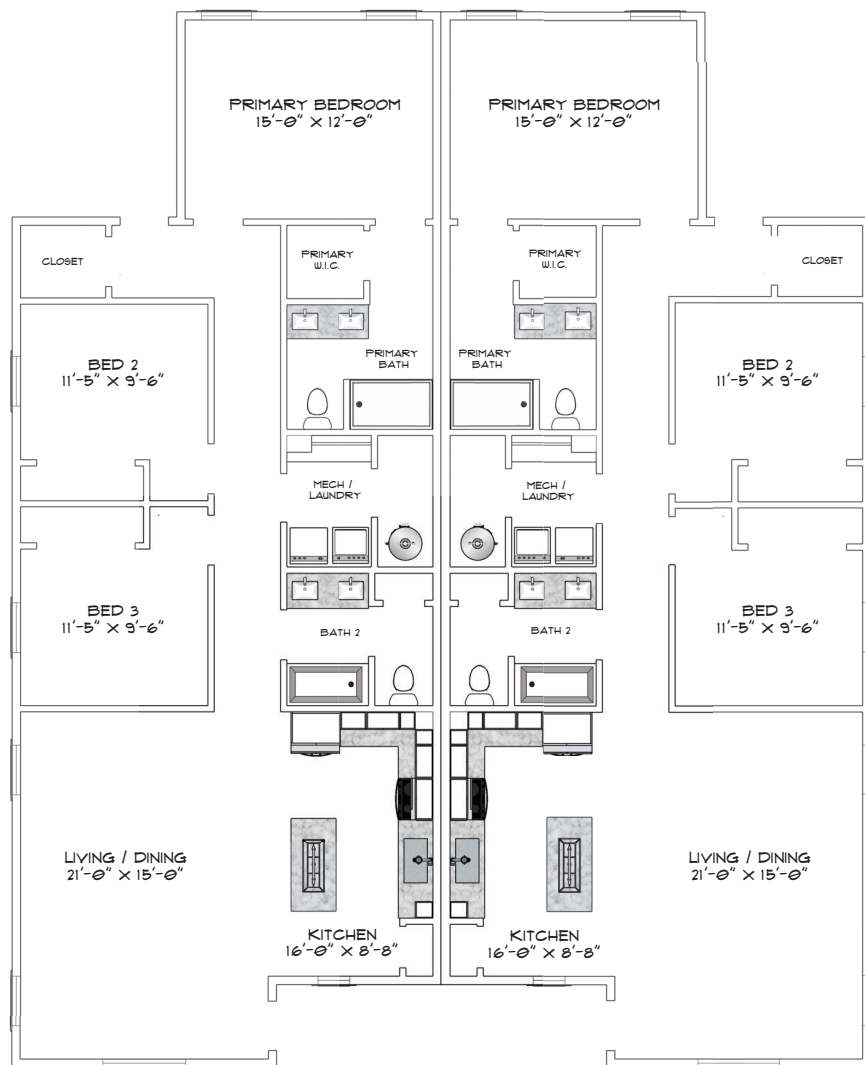 PRIMARY BEDROOM
15'-0" X 12'-0"
PRIMARY BEDROOM
15'-0" X 12'-0"
CLOSET
PRIMARY
W.I.C.
PRIMARY
W.I.C.
CLOSET
BED 2
11'-5" X 9'-6"
PRIMARY
BATH
PRIMARY
BATH
BED 2
11'-5" X 9'-6"
MECH /
LAUNDRY
MECH /
LAUNDRY
BED 3
11'-5" X 9'-6"
BATH 2
BATH 2
BED 3
11'-5" X 9'-6"
LIVING / DINING
21'-0" X 15'-0"
LIVING / DINING
21'-0" X 15'-0"
KITCHEN
16'-0" X 8'-8"
KITCHEN
16'-0" X 8'-8"